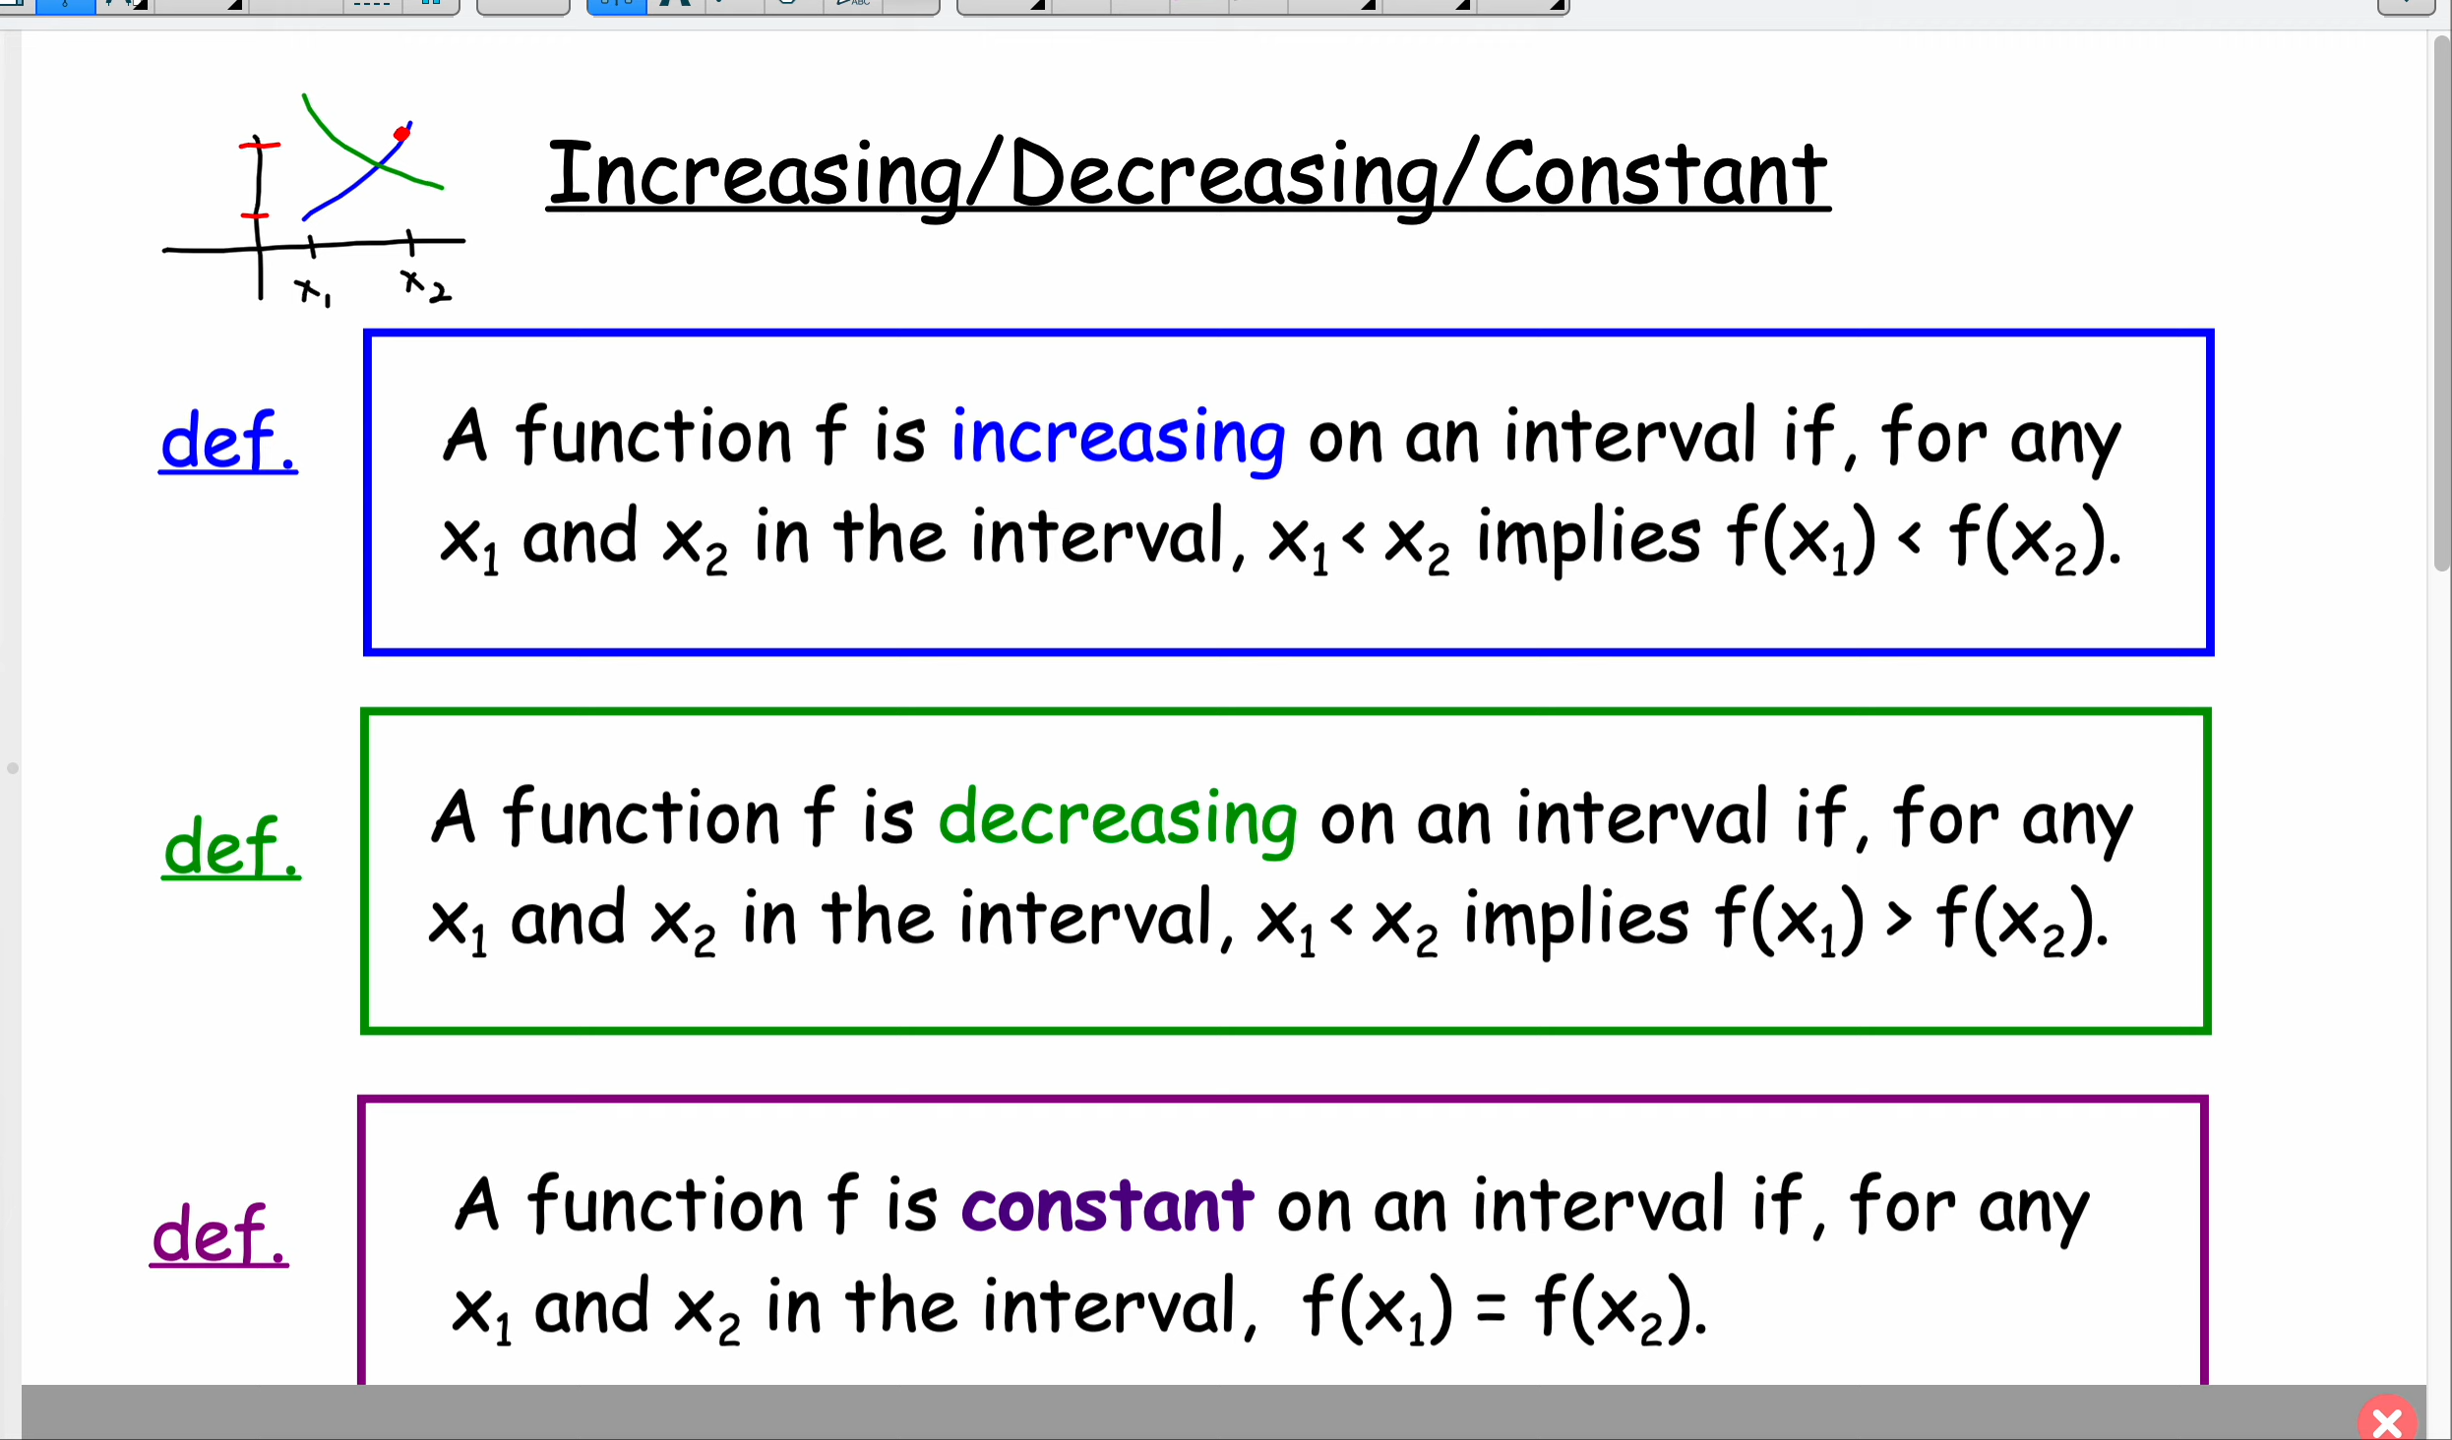 Increasing/Decreasing/Constant
x₁ x₂
def. A function f is increasing on an interval if, for any
x₁ and x₂ in the interval, x₁ < x₂ implies f(x₁) < f(x₂).
def. A function f is decreasing on an interval if, for any
x₁ and x₂ in the interval, x₁ < x₂ implies f(x₁) > f(x₂).
def. A function f is constant on an interval if, for any
x₁ and x₂ in the interval, f(x₁) = f(x₂).